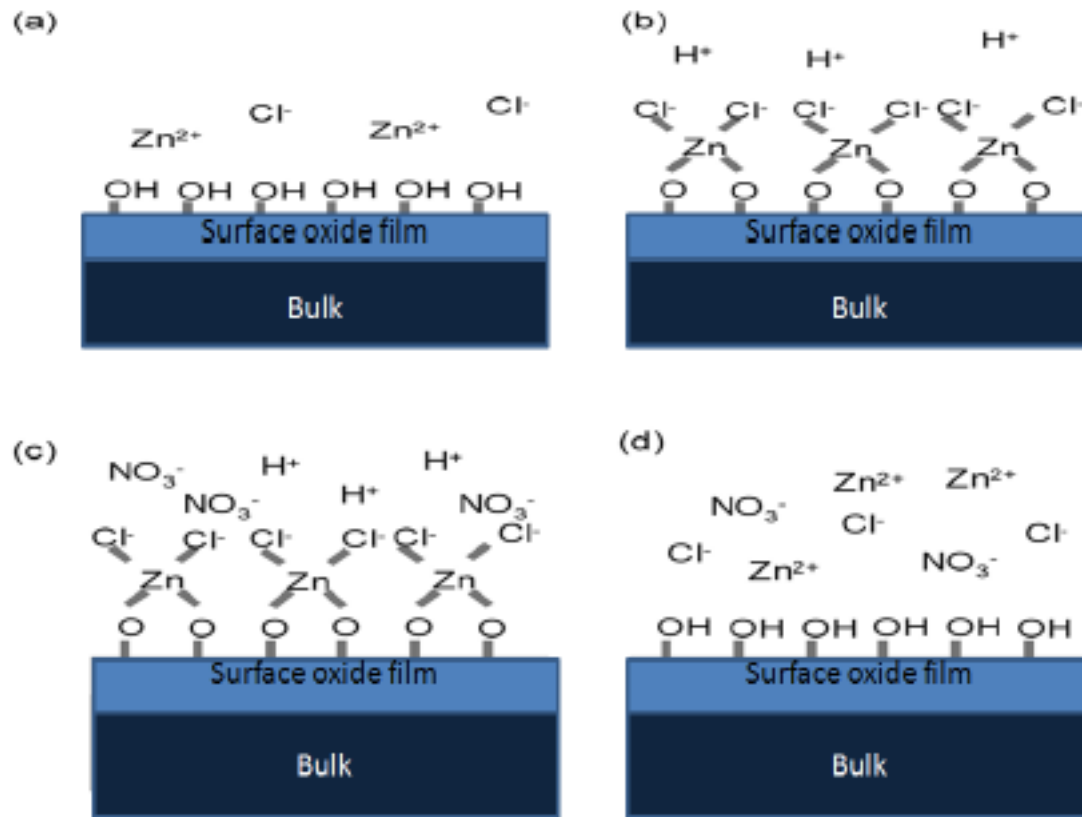 (a)
Cl⁻
Cl⁻
Zn²⁺
Zn²⁺
OH OH OH OH OH OH
Surface oxide film
Bulk
(b)
H⁺
H⁺
H⁺
Cl⁻ Cl⁻ Cl⁻ Cl⁻ Cl⁻ Cl⁻
Zn Zn Zn
O O O O O O
Surface oxide film
Bulk
(c)
NO₃⁻ H⁺ H⁺
NO₃⁻ H⁺ NO₃⁻
Cl⁻ Cl⁻ Cl⁻ Cl⁻ Cl⁻ Cl⁻
Zn Zn Zn
O O O O O O
Surface oxide film
Bulk
(d)
Zn²⁺ Zn²⁺
NO₃⁻ Cl⁻ Cl⁻
Cl⁻ Zn²⁺ NO₃⁻
OH OH OH OH OH OH
Surface oxide film
Bulk